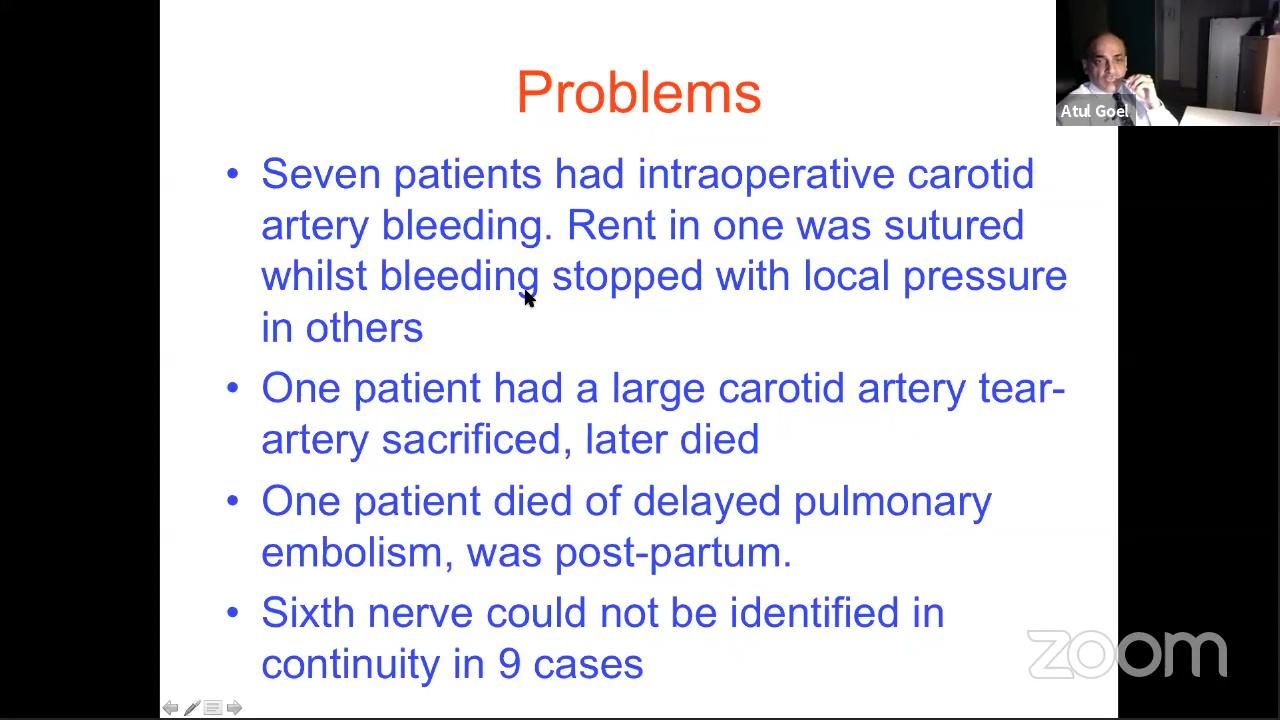 Problems
Atul Goel
• Seven patients had intraoperative carotid
artery bleeding. Rent in one was sutured
whilst bleeding stopped with local pressure
in others
• One patient had a large carotid artery tear-
artery sacrificed, later died
• One patient died of delayed pulmonary
embolism, was post-partum.
• Sixth nerve could not be identified in
continuity in 9 cases
zoom